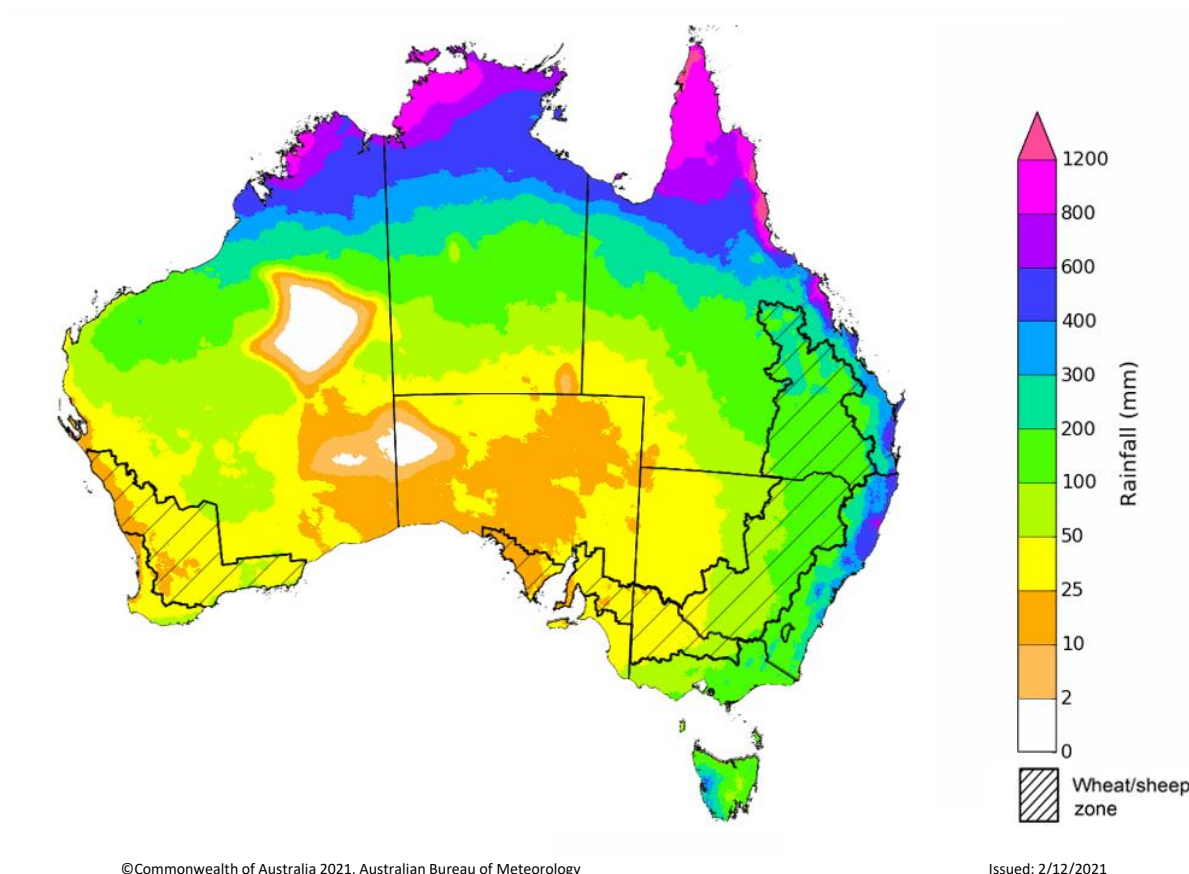 1200
800
600
400
300
200
100
50
25
10
2
0
Rainfall (mm)
Wheat/sheep
zone
©Commonwealth of Australia 2021. Australian Bureau of Meteorology
Issued: 2/12/2021